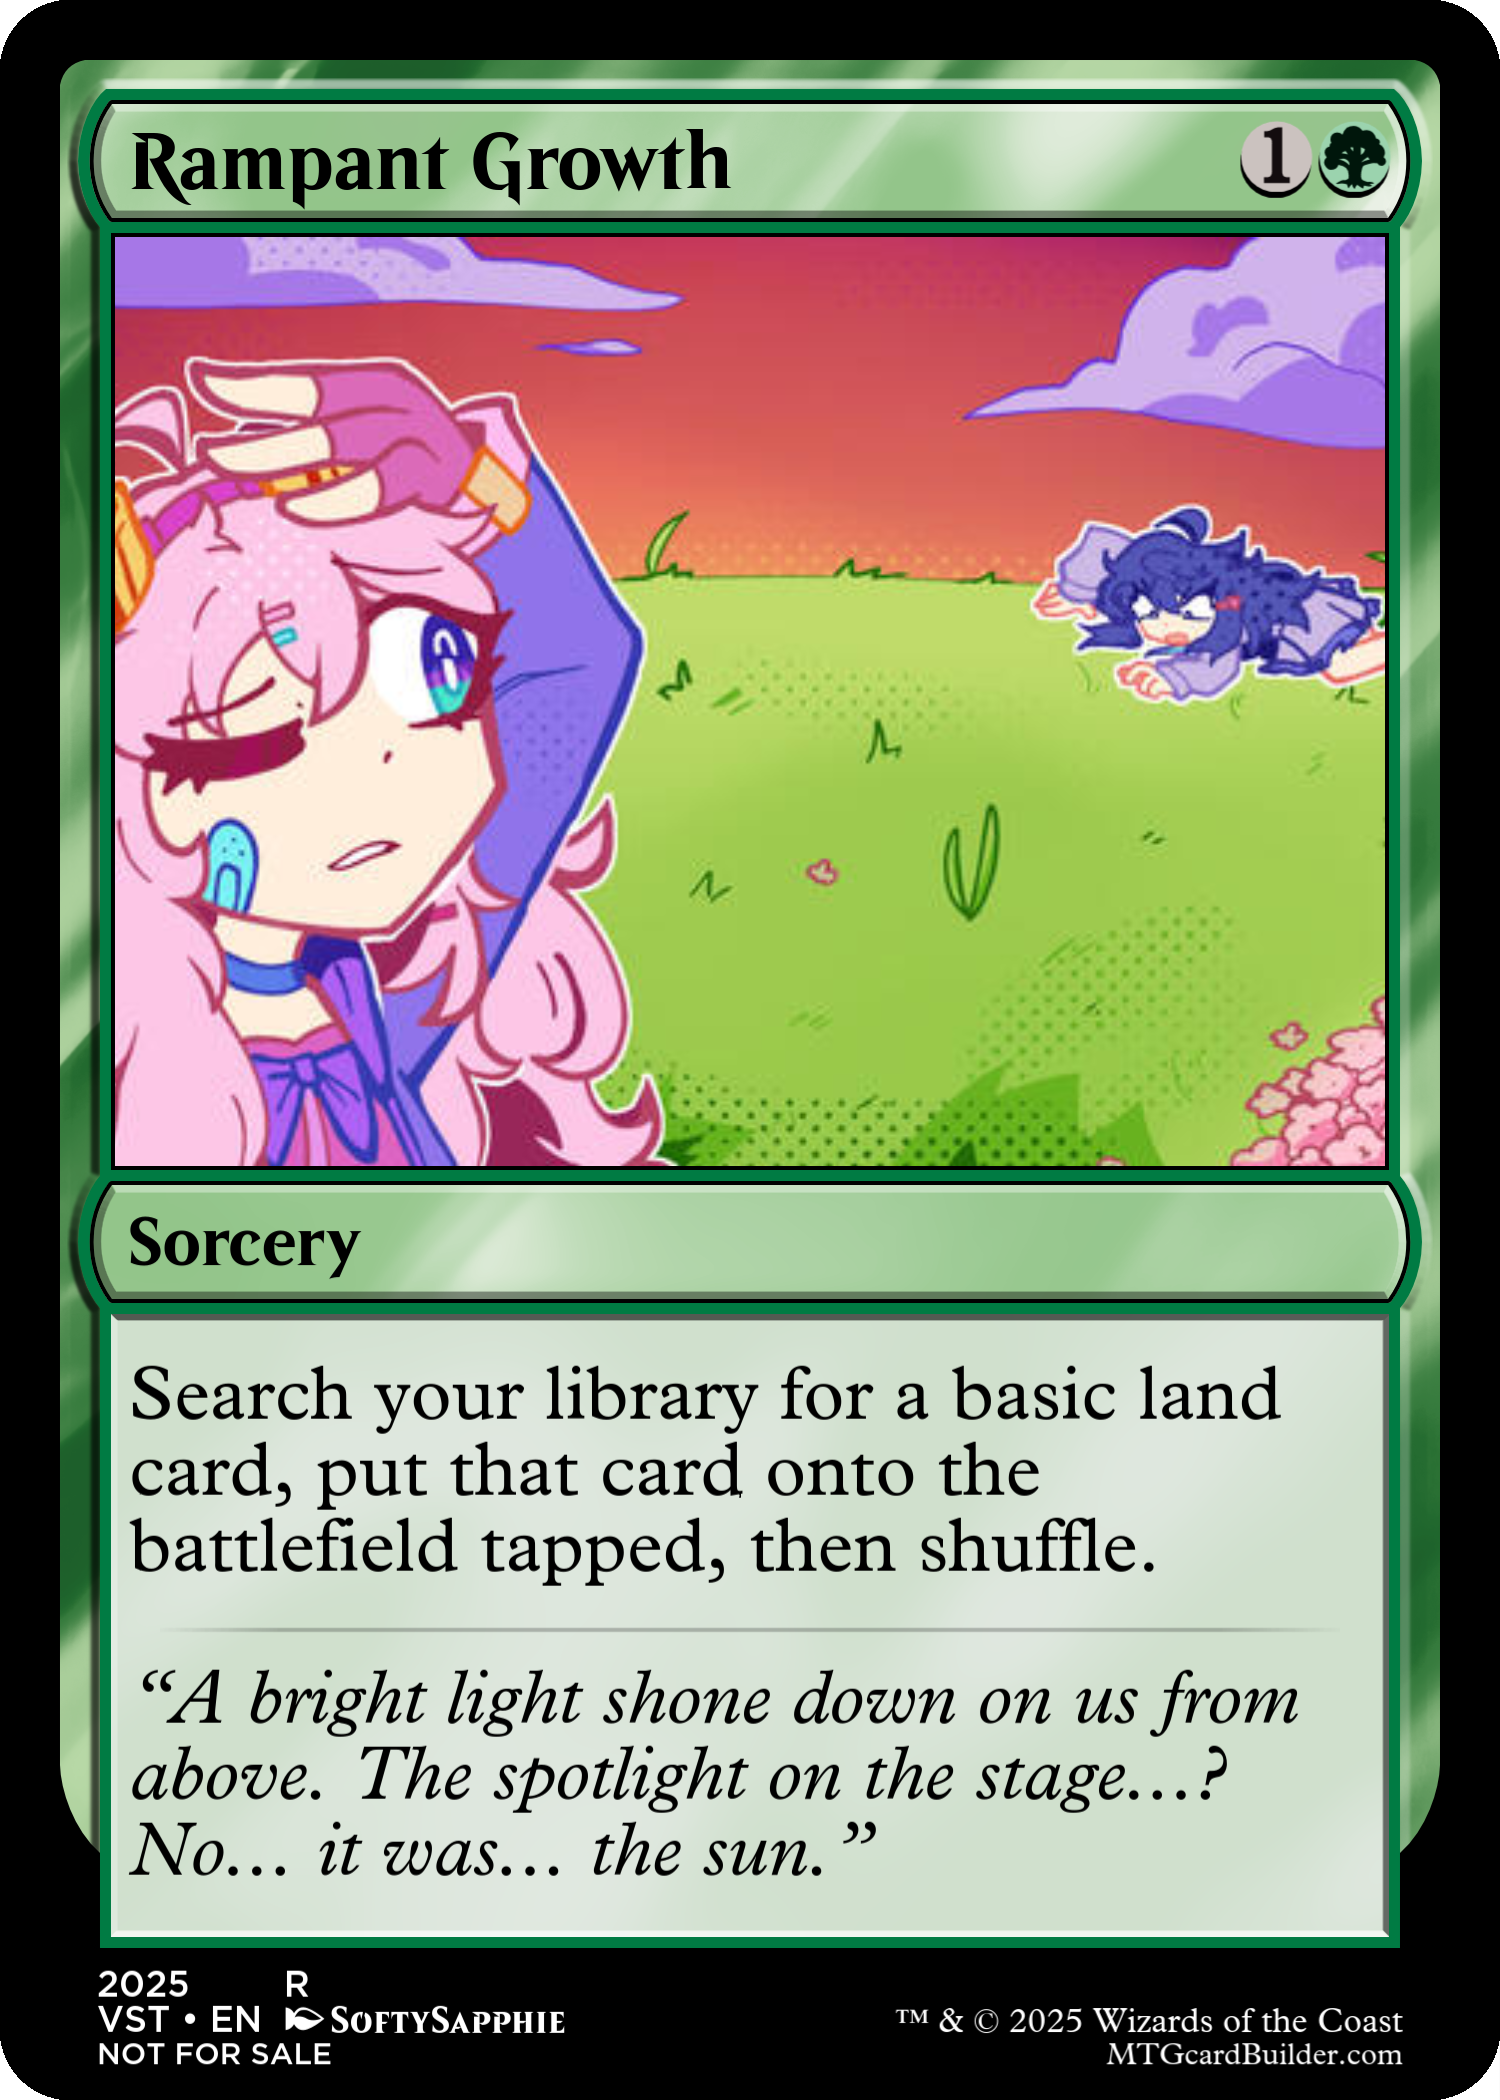 Rampant Growth 1
Sorcery
Search your library for a basic land
card, put that card onto the
battlefield tapped, then shuffle.
“A bright light shone down on us from
above. The spotlight on the stage…?
No… it was… the sun.”
2025 R
VST • EN SoftySapphie
NOT FOR SALE
™ & © 2025 Wizards of the Coast
MTGcardBuilder.com